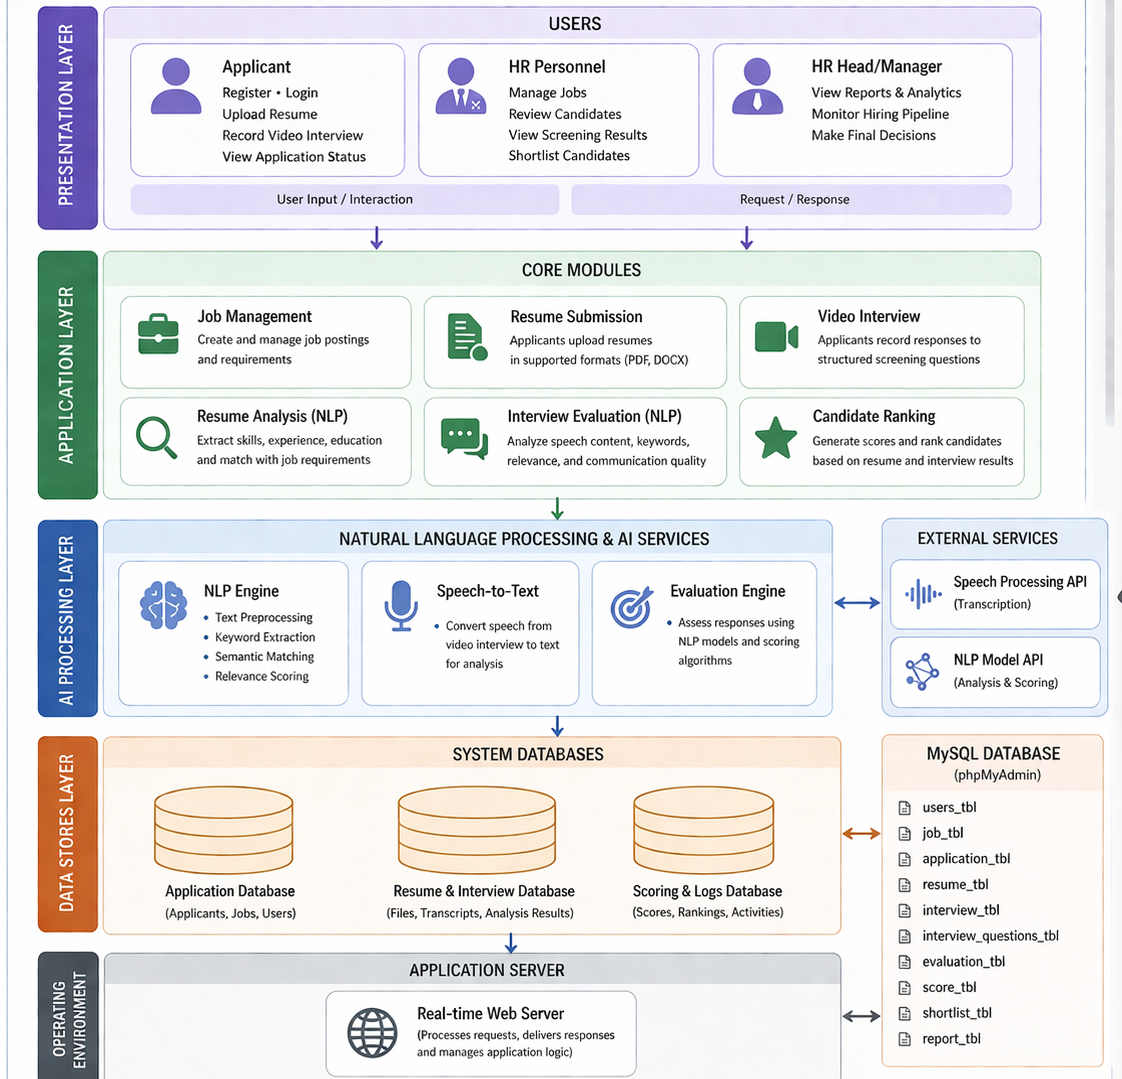 PRESENTATION LAYER
USERS
Applicant
Register • Login
Upload Resume
Record Video Interview
View Application Status
HR Personnel
Manage Jobs
Review Candidates
View Screening Results
Shortlist Candidates
HR Head/Manager
View Reports & Analytics
Monitor Hiring Pipeline
Make Final Decisions
User Input / Interaction
Request / Response
APPLICATION LAYER
CORE MODULES
Job Management
Create and manage job postings
and requirements
Resume Submission
Applicants upload resumes
in supported formats (PDF, DOCX)
Video Interview
Applicants record responses to
structured screening questions
Resume Analysis (NLP)
Extract skills, experience, education
and match with job requirements
Interview Evaluation (NLP)
Analyze speech content, keywords,
relevance, and communication quality
Candidate Ranking
Generate scores and rank candidates
based on resume and interview results
AI PROCESSING LAYER
NATURAL LANGUAGE PROCESSING & AI SERVICES
NLP Engine
• Text Preprocessing
• Keyword Extraction
• Semantic Matching
• Relevance Scoring
Speech-to-Text
• Convert speech from
video interview to text
for analysis
Evaluation Engine
• Assess responses using
NLP models and scoring
algorithms
EXTERNAL SERVICES
Speech Processing API
(Transcription)
NLP Model API
(Analysis & Scoring)
DATA STORES LAYER
SYSTEM DATABASES
Application Database
(Applicants, Jobs, Users)
Resume & Interview Database
(Files, Transcripts, Analysis Results)
Scoring & Logs Database
(Scores, Rankings, Activities)
MySQL DATABASE
(phpMyAdmin)
users_tbl
job_tbl
application_tbl
resume_tbl
interview_tbl
interview_questions_tbl
evaluation_tbl
score_tbl
shortlist_tbl
report_tbl
OPERATING
ENVIRONMENT
APPLICATION SERVER
Real-time Web Server
(Processes requests, delivers responses
and manages application logic)